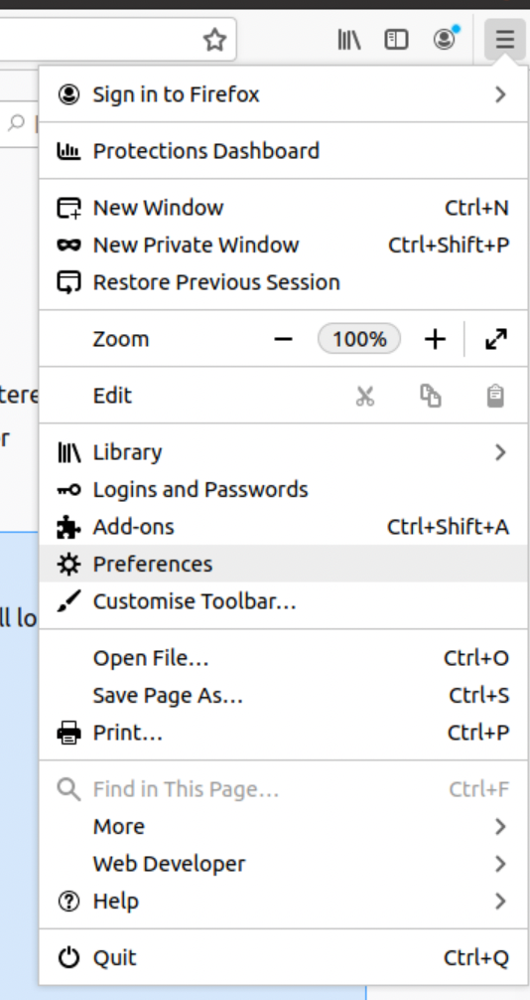 Sign in to Firefox
Protections Dashboard
New Window Ctrl+N
New Private Window Ctrl+Shift+P
Restore Previous Session
Zoom 100%
tere
Edit
r
Library
Logins and Passwords
Add-ons Ctrl+Shift+A
Preferences
Customise Toolbar...
ll lo
Open File... Ctrl+O
Save Page As... Ctrl+S
Print... Ctrl+P
Find in This Page... Ctrl+F
More
Web Developer
Help
Quit Ctrl+Q